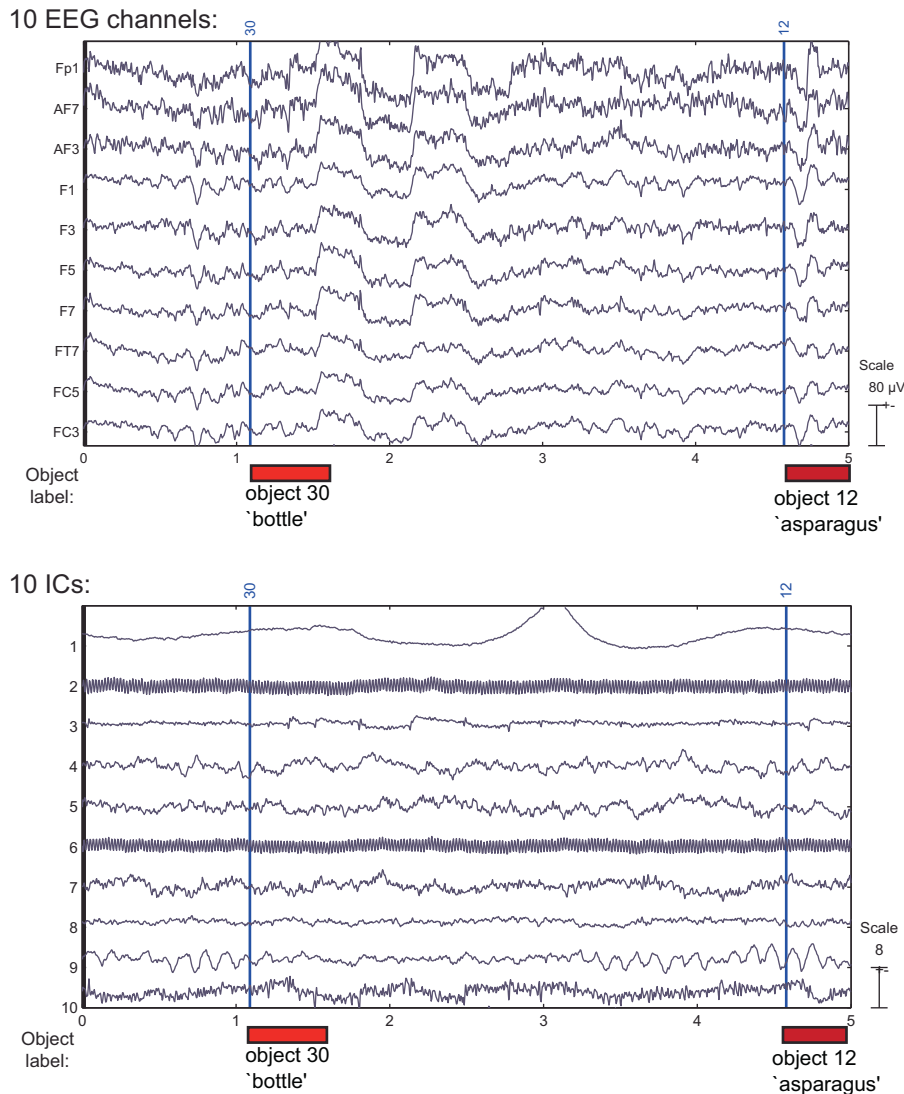 10 EEG channels:
30
12
Fp1
AF7
AF3
F1
F3
F5
F7
FT7
FC5
FC3
Scale
80 µV
+-
0 1 2 3 4 5
Object
label:
object 30
`bottle'
object 12
`asparagus'
10 ICs:
30
12
1
2
3
4
5
6
7
8
9
10
Scale
8
+-
0 1 2 3 4 5
Object
label:
object 30
`bottle'
object 12
`asparagus'